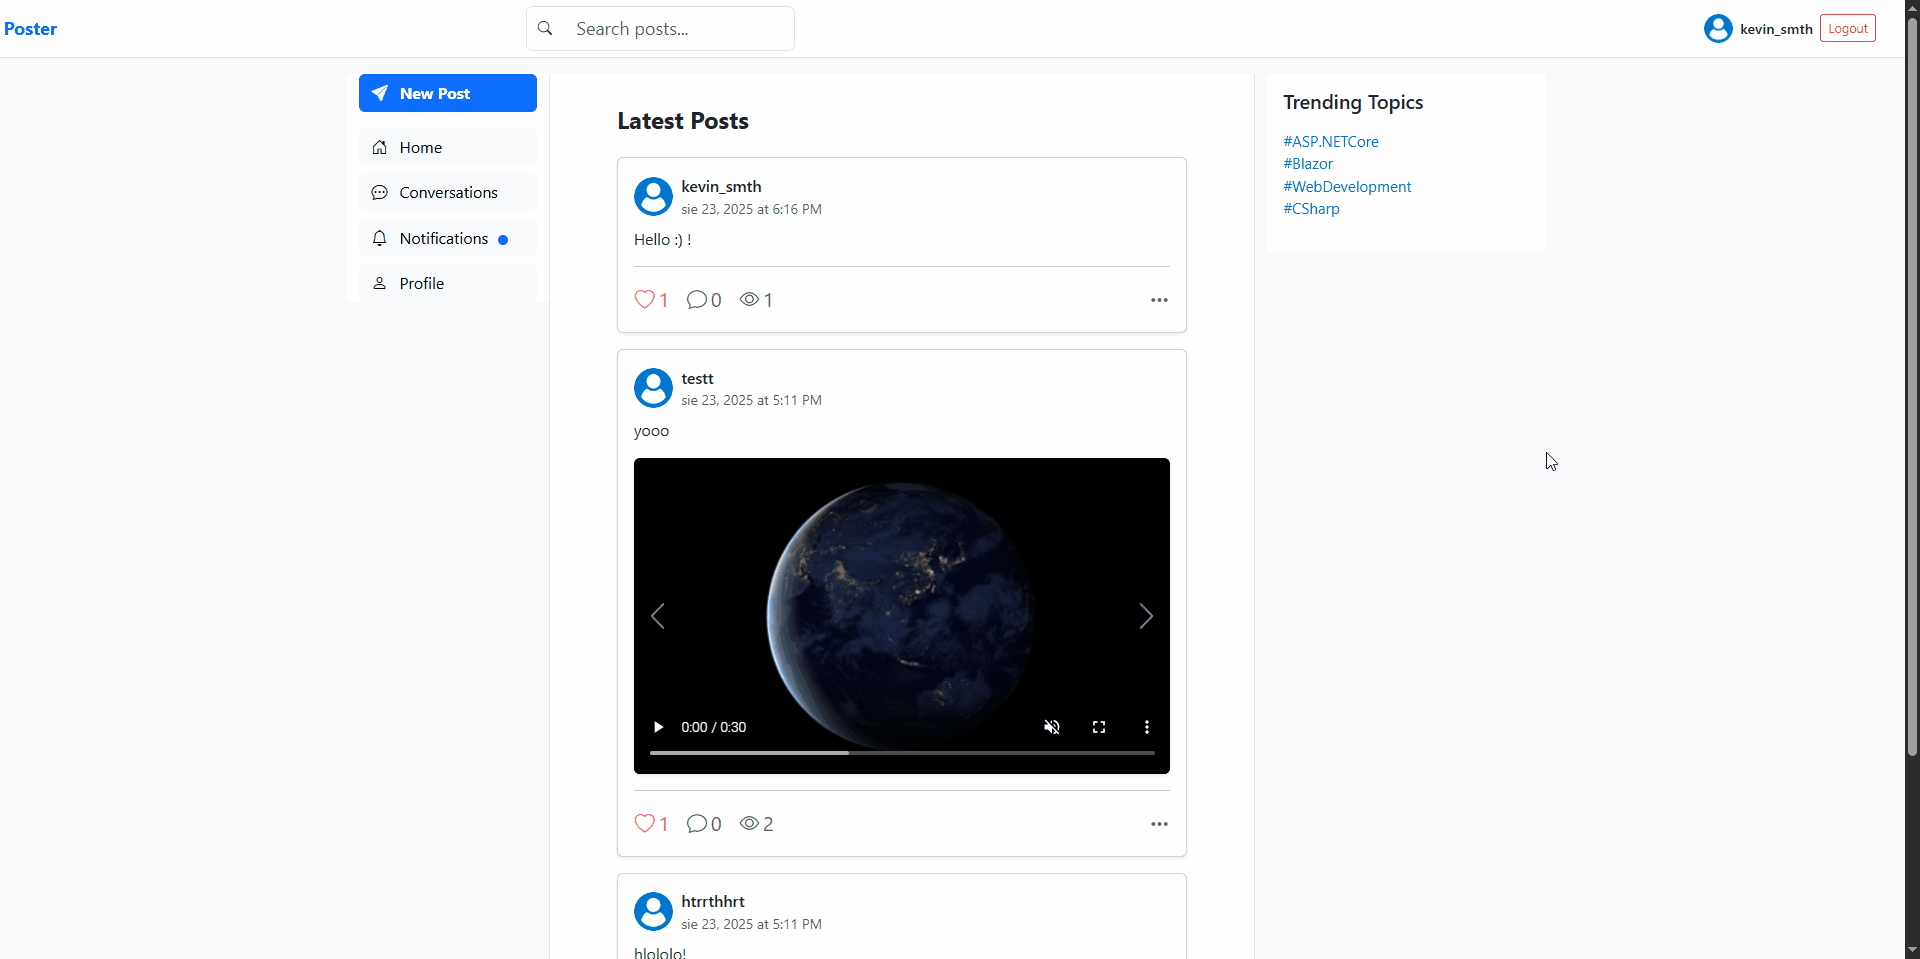 Poster
Search posts...
kevin_smth
Logout
New Post
Home
Conversations
Notifications
Profile
Latest Posts
kevin_smth
sie 23, 2025 at 6:16 PM
Hello :) !
1 0 1
testt
sie 23, 2025 at 5:11 PM
yooo
0:00 / 0:30
1 0 2
htrrthhrt
sie 23, 2025 at 5:11 PM
hlololo!
Trending Topics
#ASP.NETCore
#Blazor
#WebDevelopment
#CSharp